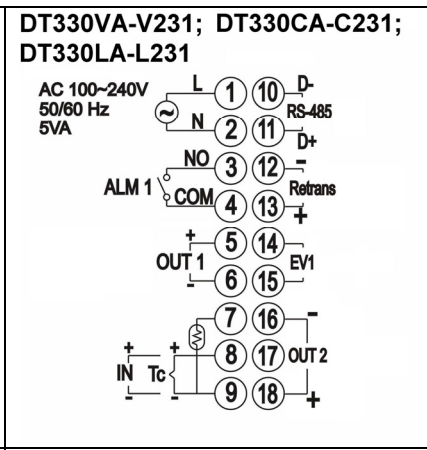 DT330VA-V231; DT330CA-C231;
DT330LA-L231
AC 100~240V
50/60 Hz
5VA
L 1 10 D-
RS-485
N 2 11 D+
NO 3 12 -
ALM 1 Retrans
COM 4 13 +
+ 5 14
OUT 1 EV1
- 6 15
7 16 -
+ + 8 17 OUT 2
IN Tc
- - 9 18 +